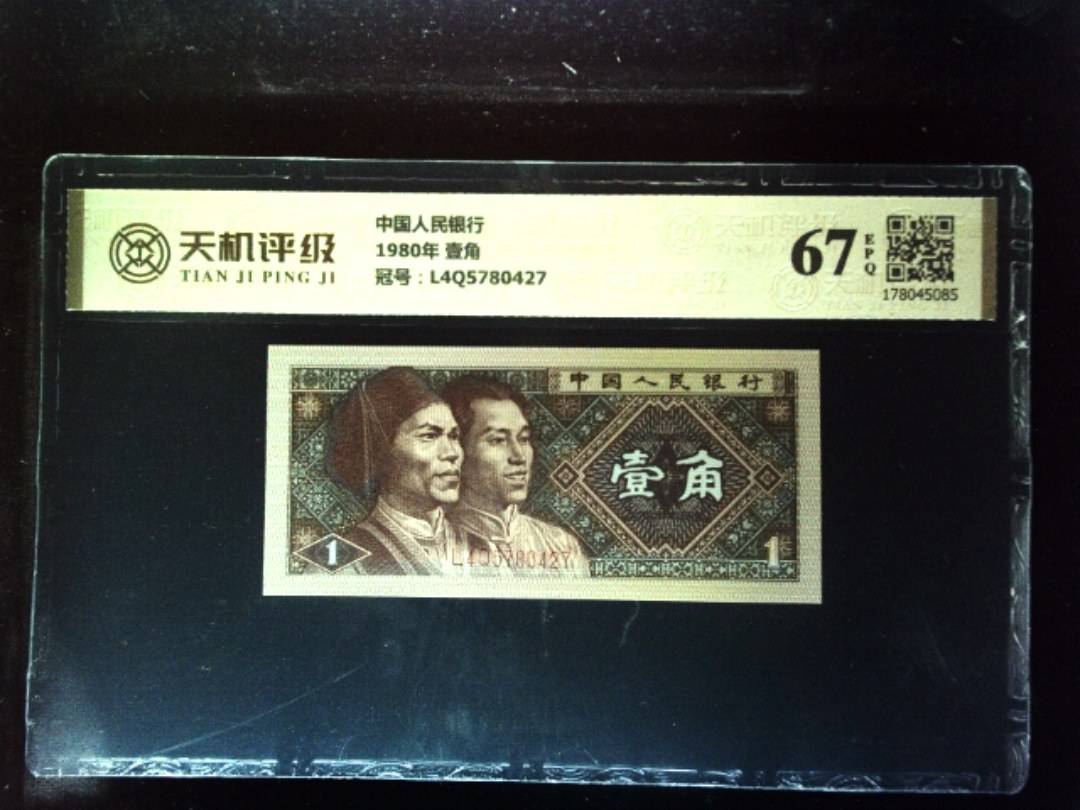 天机评级
TIAN JI PING JI
中国人民银行
1980年 壹角
冠号：L4Q5780427
67
EPQ
178045085
中国人民银行
壹角
1
L4Q5780427
1